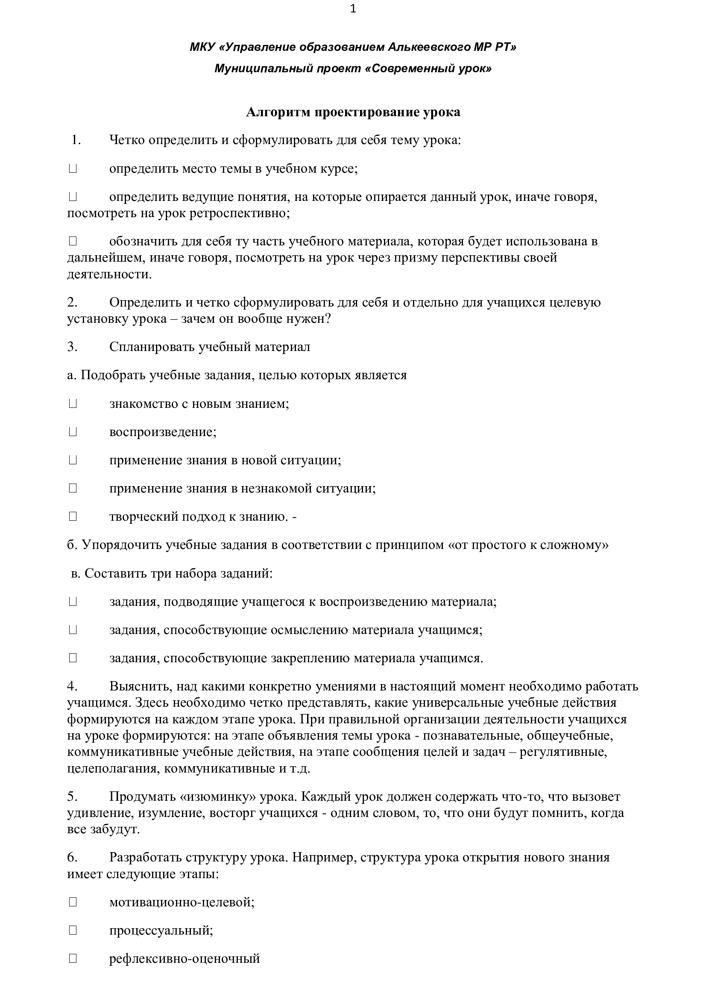 1
МКУ «Управление образованием Алькеевского МР РТ»
Муниципальный проект «Современный урок»
Алгоритм проектирование урока
1. Четко определить и сформулировать для себя тему урока:
 определить место темы в учебном курсе;
 определить ведущие понятия, на которые опирается данный урок, иначе говоря,
посмотреть на урок ретроспективно;
 обозначить для себя ту часть учебного материала, которая будет использована в
дальнейшем, иначе говоря, посмотреть на урок через призму перспективы своей
деятельности.
2. Определить и четко сформулировать для себя и отдельно для учащихся целевую
установку урока – зачем он вообще нужен?
3. Спланировать учебный материал
а. Подобрать учебные задания, целью которых является
 знакомство с новым знанием;
 воспроизведение;
 применение знания в новой ситуации;
 применение знания в незнакомой ситуации;
 творческий подход к знанию. -
б. Упорядочить учебные задания в соответствии с принципом «от простого к сложному»
в. Составить три набора заданий:
 задания, подводящие учащегося к воспроизведению материала;
 задания, способствующие осмыслению материала учащимся;
 задания, способствующие закреплению материала учащимся.
4. Выяснить, над какими конкретно умениями в настоящий момент необходимо работать
учащимся. Здесь необходимо четко представлять, какие универсальные учебные действия
формируются на каждом этапе урока. При правильной организации деятельности учащихся
на уроке формируются: на этапе объявления темы урока - познавательные, общеучебные,
коммуникативные учебные действия, на этапе сообщения целей и задач – регулятивные,
целеполагания, коммуникативные и т.д.
5. Продумать «изюминку» урока. Каждый урок должен содержать что-то, что вызовет
удивление, изумление, восторг учащихся - одним словом, то, что они будут помнить, когда
все забудут.
6. Разработать структуру урока. Например, структура урока открытия нового знания
имеет следующие этапы:
 мотивационно-целевой;
 процессуальный;
 рефлексивно-оценочный